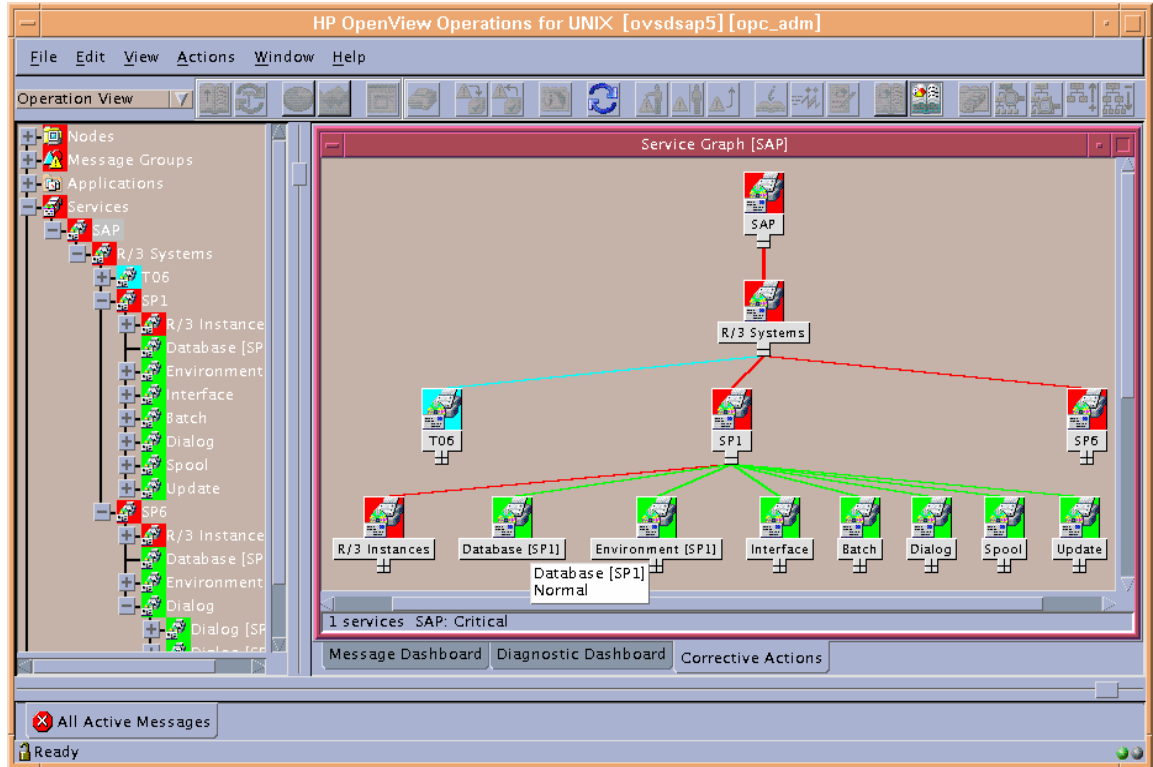 HP OpenView Operations for UNIX [ovsdsap5] [opc_adm]
File Edit View Actions Window Help
Operation View
Nodes
Message Groups
Applications
Services
SAP
R/3 Systems
T06
SP1
R/3 Instance
Database [SP
Environment
Interface
Batch
Dialog
Spool
Update
SP6
R/3 Instance
Database [SP
Environment
Dialog
Dialog [SP
Service Graph [SAP]
SAP
R/3 Systems
T06 SP1 SP6
R/3 Instances Database [SP1] Environment [SP1] Interface Batch Dialog Spool Update
Database [SP1]
Normal
1 services SAP: Critical
Message Dashboard Diagnostic Dashboard Corrective Actions
All Active Messages
Ready